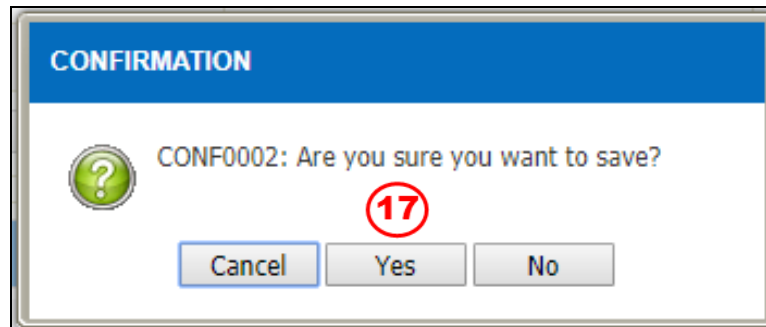 CONFIRMATION
CONF0002: Are you sure you want to save?
17
Cancel Yes No